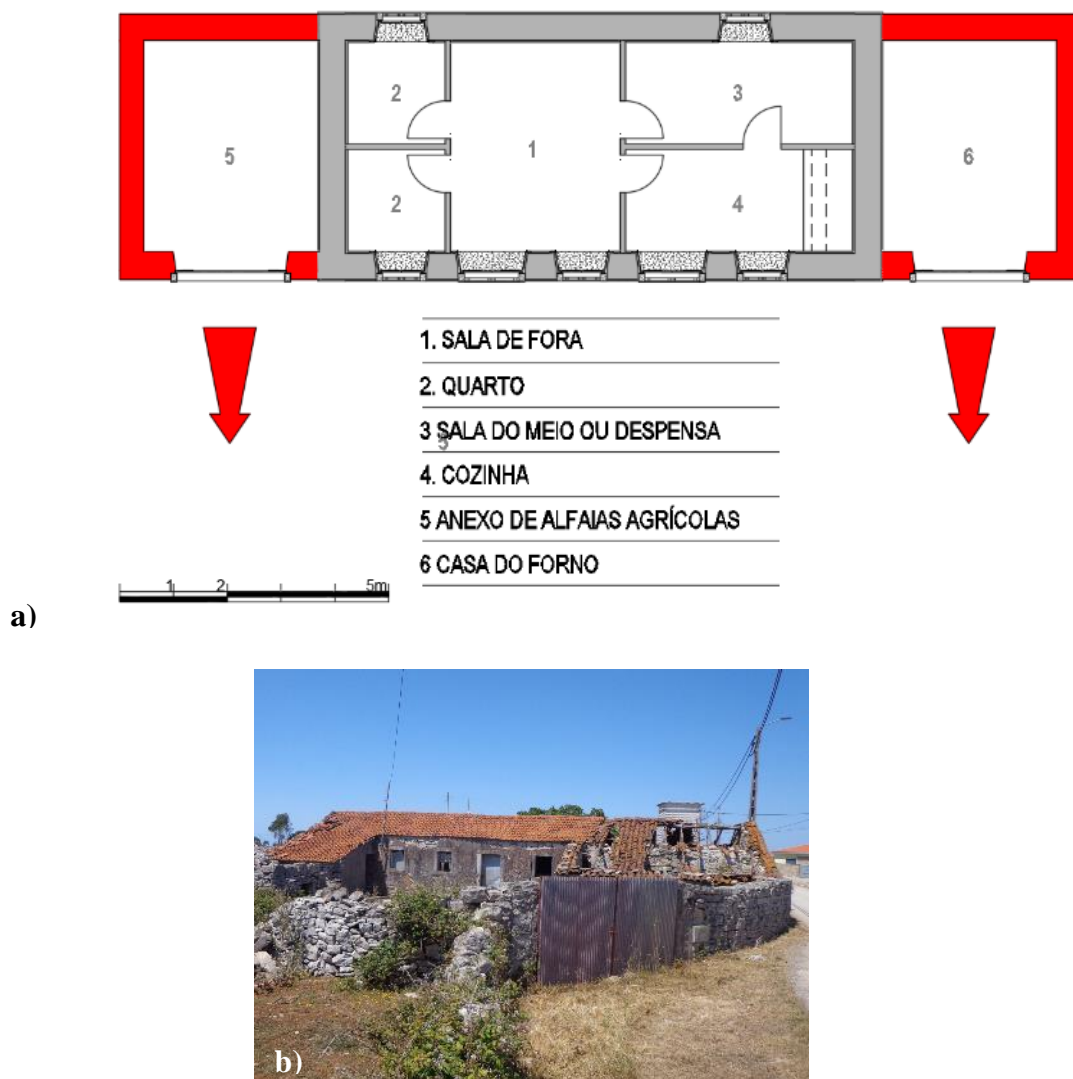 2
3
1
5
6
2
4
1. SALA DE FORA
2. QUARTO
3 SALA DO MEIO OU DESPENSA
5
4. COZINHA
5 ANEXO DE ALFAIAS AGRÍCOLAS
6 CASA DO FORNO
1 2 5m
a)
b)